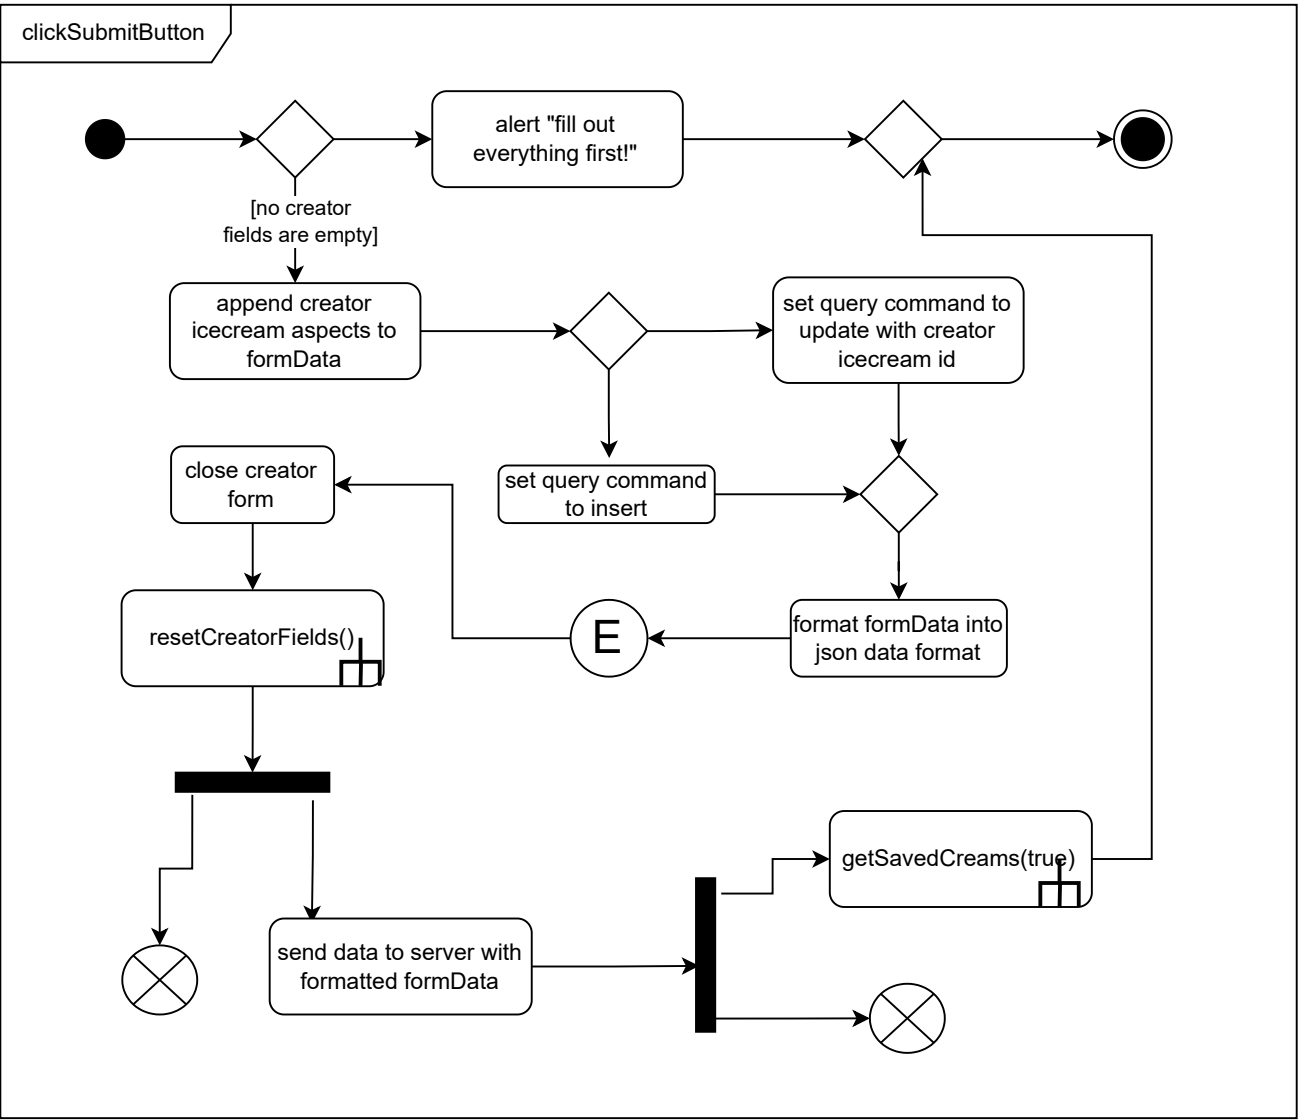 clickSubmitButton
alert "fill out
everything first!"
[no creator
fields are empty]
append creator
icecream aspects to
formData
set query command to
update with creator
icecream id
close creator
form
set query command
to insert
resetCreatorFields()
E
format formData into
json data format
getSavedCreams(true)
send data to server with
formatted formData